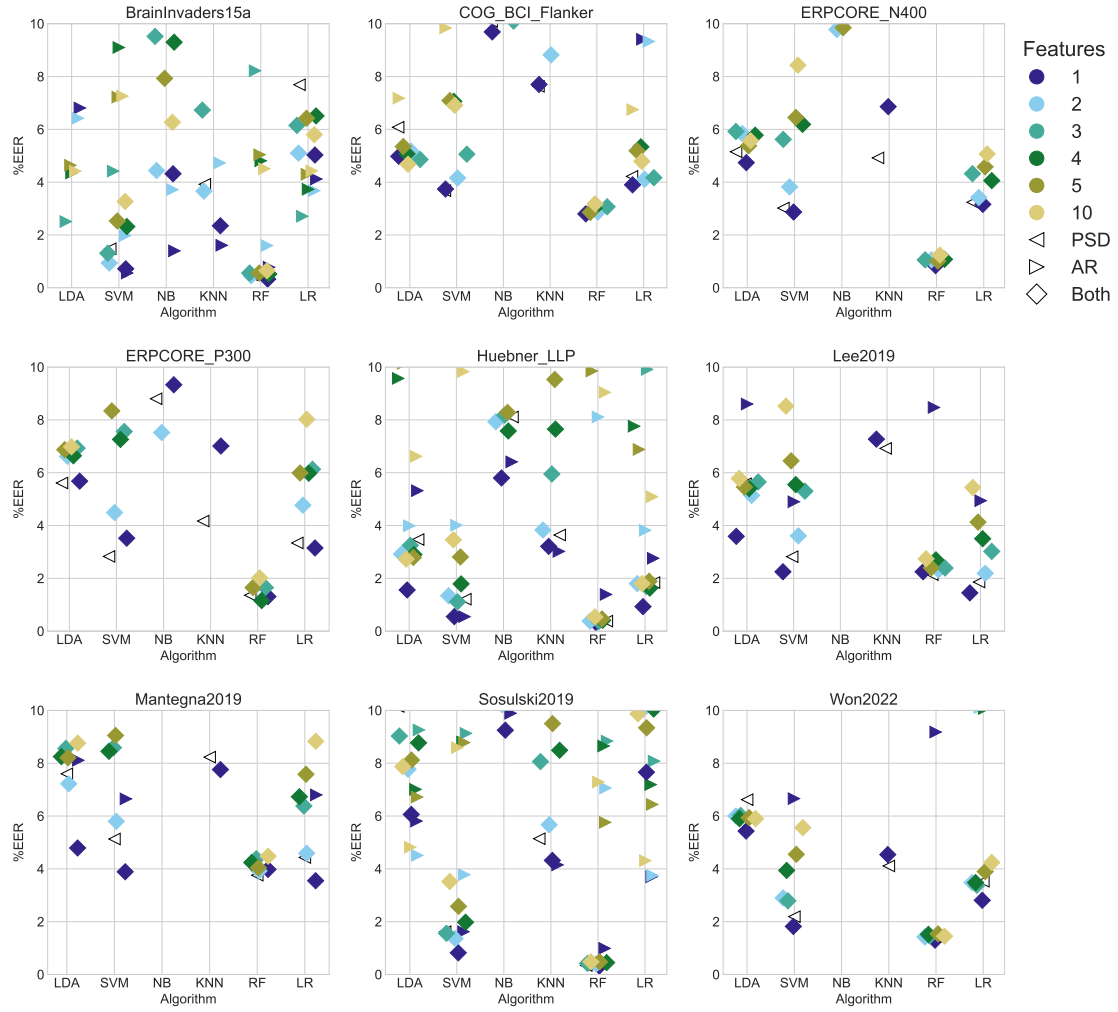 BrainInvaders15a
COG_BCI_Flanker
ERPCORE_N400
10
8
6
4
2
0
%EER
LDA SVM NB KNN RF LR
Algorithm
10
8
6
4
2
0
%EER
LDA SVM NB KNN RF LR
Algorithm
10
8
6
4
2
0
%EER
LDA SVM NB KNN RF LR
Algorithm
Features
1
2
3
4
5
10
PSD
AR
Both
ERPCORE_P300
Huebner_LLP
Lee2019
10
8
6
4
2
0
%EER
LDA SVM NB KNN RF LR
Algorithm
10
8
6
4
2
0
%EER
LDA SVM NB KNN RF LR
Algorithm
10
8
6
4
2
0
%EER
LDA SVM NB KNN RF LR
Algorithm
Mantegna2019
Sosulski2019
Won2022
10
8
6
4
2
0
%EER
LDA SVM NB KNN RF LR
Algorithm
10
8
6
4
2
0
%EER
LDA SVM NB KNN RF LR
Algorithm
10
8
6
4
2
0
%EER
LDA SVM NB KNN RF LR
Algorithm